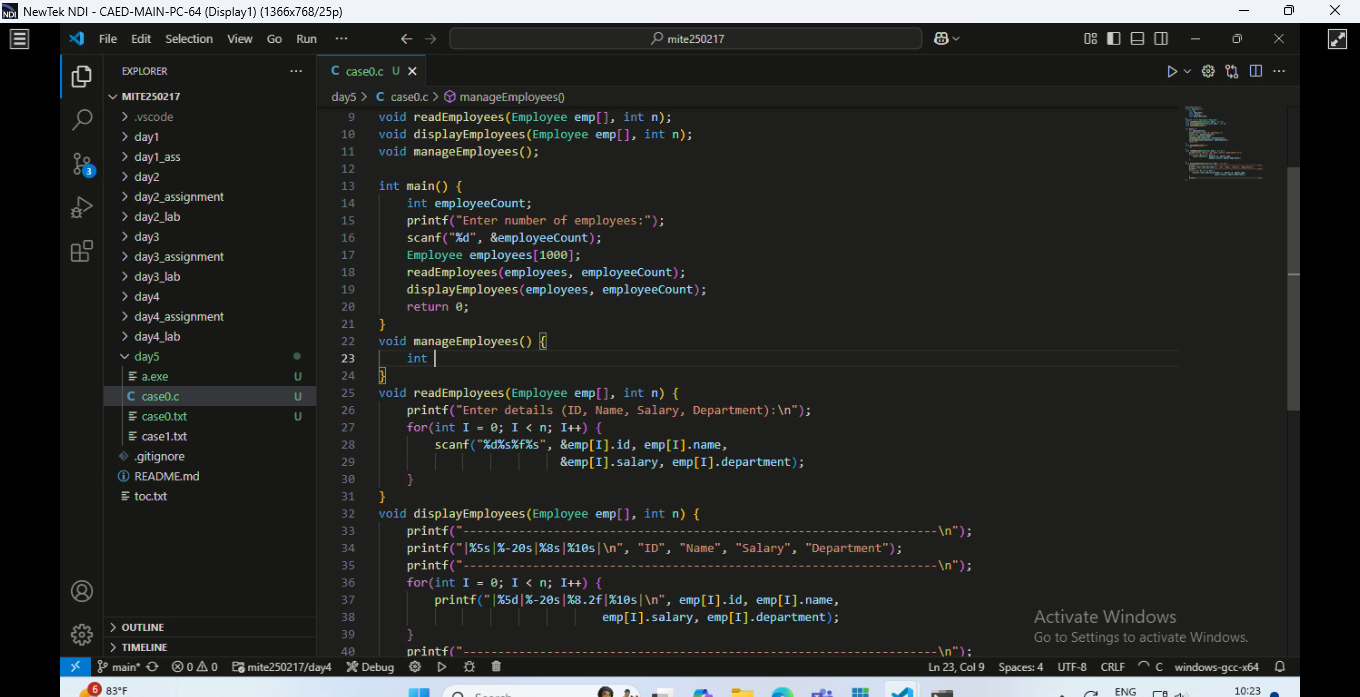 NewTek NDI - CAED-MAIN-PC-64 (Display1) (1366x768/25p)
File Edit Selection View Go Run ··· mite250217
EXPLORER ···
MITE250217
.vscode
day1
day1_ass
day2
day2_assignment
day2_lab
day3
day3_assignment
day3_lab
day4
day4_assignment
day4_lab
day5
a.exe U
C case0.c U
case0.txt U
case1.txt
.gitignore
README.md
toc.txt
OUTLINE
TIMELINE
3
C case0.c U
day5 > C case0.c > manageEmployees()
9 void readEmployees(Employee emp[], int n);
10 void displayEmployees(Employee emp[], int n);
11 void manageEmployees();
12
13 int main() {
14 int employeeCount;
15 printf("Enter number of employees:");
16 scanf("%d", &employeeCount);
17 Employee employees[1000];
18 readEmployees(employees, employeeCount);
19 displayEmployees(employees, employeeCount);
20 return 0;
21 }
22 void manageEmployees() {
23 int
24 }
25 void readEmployees(Employee emp[], int n) {
26 printf("Enter details (ID, Name, Salary, Department):\n");
27 for(int I = 0; I < n; I++) {
28 scanf("%d%s%f%s", &emp[I].id, emp[I].name,
29 &emp[I].salary, emp[I].department);
30 }
31 }
32 void displayEmployees(Employee emp[], int n) {
33 printf("--------------------------------------------------------------------\n");
34 printf("|%5s|%-20s|%8s|%10s|\n", "ID", "Name", "Salary", "Department");
35 printf("--------------------------------------------------------------------\n");
36 for(int I = 0; I < n; I++) {
37 printf("|%5d|%-20s|%8.2f|%10s|\n", emp[I].id, emp[I].name,
38 emp[I].salary, emp[I].department);
39 }
40 printf("--------------------------------------------------------------------\n");
Activate Windows
Go to Settings to activate Windows.
main* 0 0 mite250217/day4 Debug Ln 23, Col 9 Spaces: 4 UTF-8 CRLF C windows-gcc-x64
6 83°F Search ENG 10:23